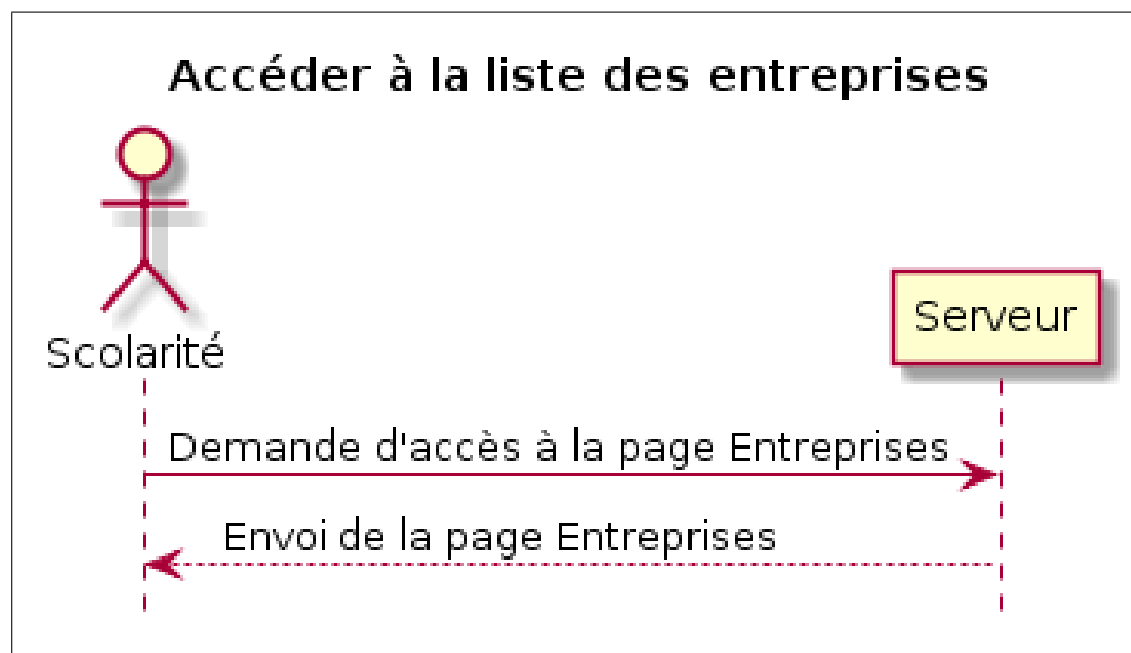 Accéder à la liste des entreprises
Scolarité
Serveur
Demande d'accès à la page Entreprises
Envoi de la page Entreprises